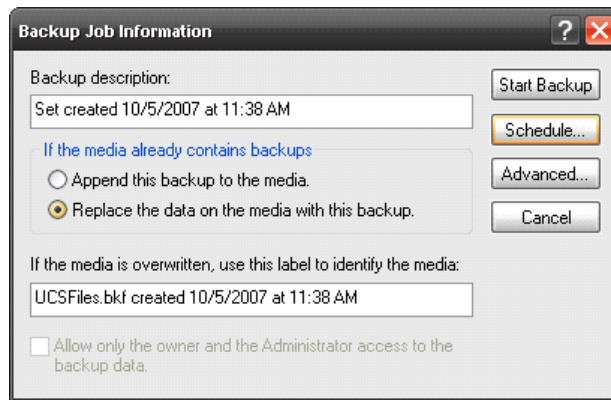 Backup Job Information
Backup description:
Set created 10/5/2007 at 11:38 AM
If the media already contains backups
Append this backup to the media.
Replace the data on the media with this backup.
If the media is overwritten, use this label to identify the media:
UCSFiles.bkf created 10/5/2007 at 11:38 AM
Allow only the owner and the Administrator access to the
backup data.
?
Start Backup
Schedule...
Advanced...
Cancel